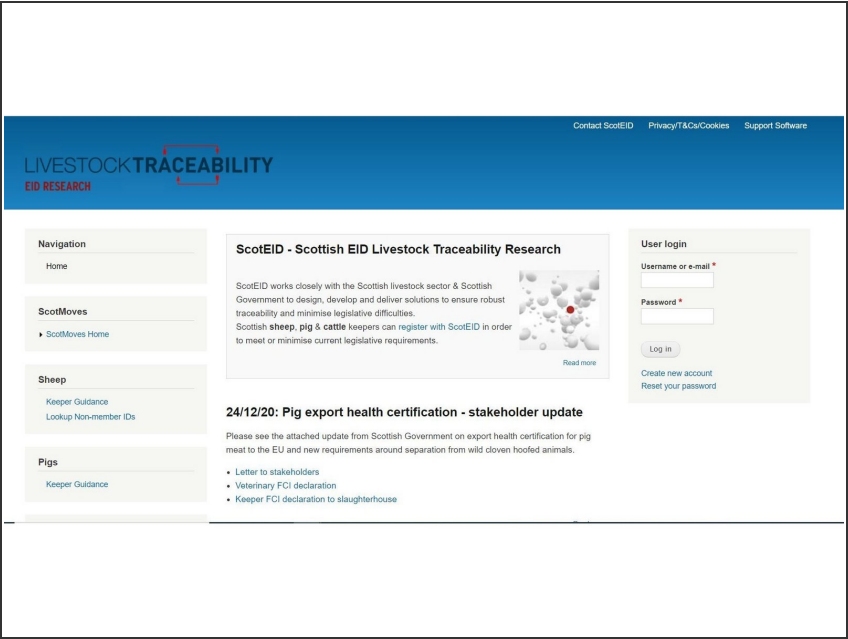 Contact ScotEID Privacy/T&Cs/Cookies Support Software
LIVESTOCKTRACEABILITY
EID RESEARCH
Navigation
Home
ScotMoves
ScotMoves Home
Sheep
Keeper Guidance
Lookup Non-member IDs
Pigs
Keeper Guidance
ScotEID - Scottish EID Livestock Traceability Research
ScotEID works closely with the Scottish livestock sector & Scottish
Government to design, develop and deliver solutions to ensure robust
traceability and minimise legislative difficulties.
Scottish sheep, pig & cattle keepers can register with ScotEID in order
to meet or minimise current legislative requirements.
Read more
24/12/20: Pig export health certification - stakeholder update
Please see the attached update from Scottish Government on export health certification for pig
meat to the EU and new requirements around separation from wild cloven hoofed animals.
• Letter to stakeholders
• Veterinary FCI declaration
• Keeper FCI declaration to slaughterhouse
User login
Username or e-mail *
Password *
Log in
Create new account
Reset your password